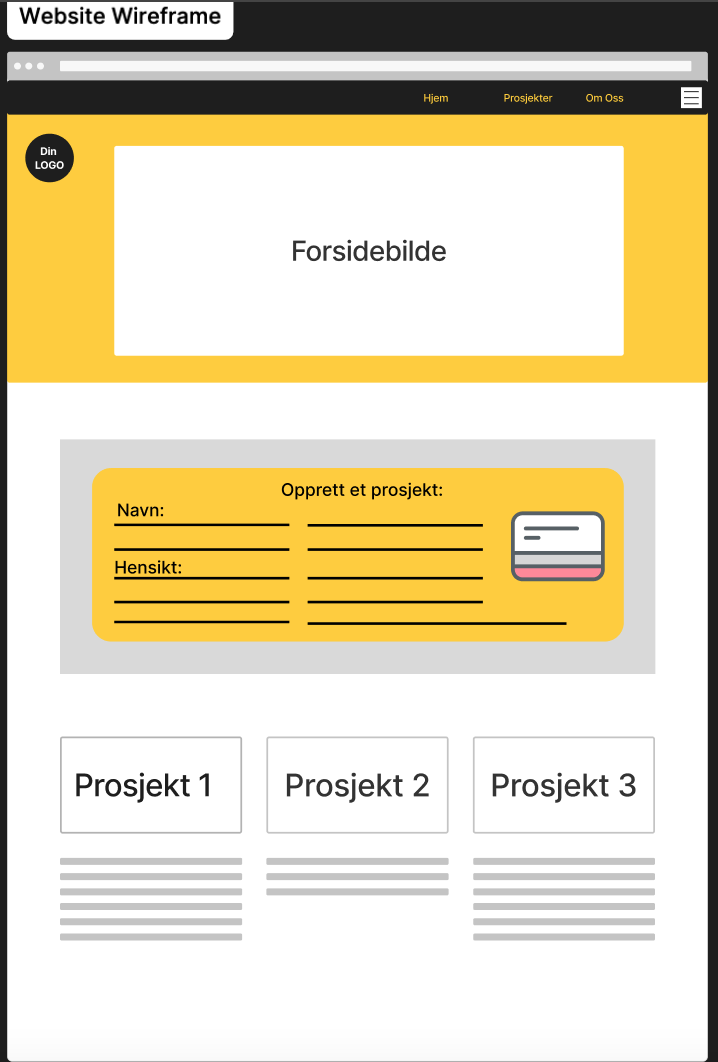 Website Wireframe
Hjem
Prosjekter
Om Oss
Din
LOGO
Forsidebilde
Opprett et prosjekt:
Navn:
Hensikt:
Prosjekt 1
Prosjekt 2
Prosjekt 3